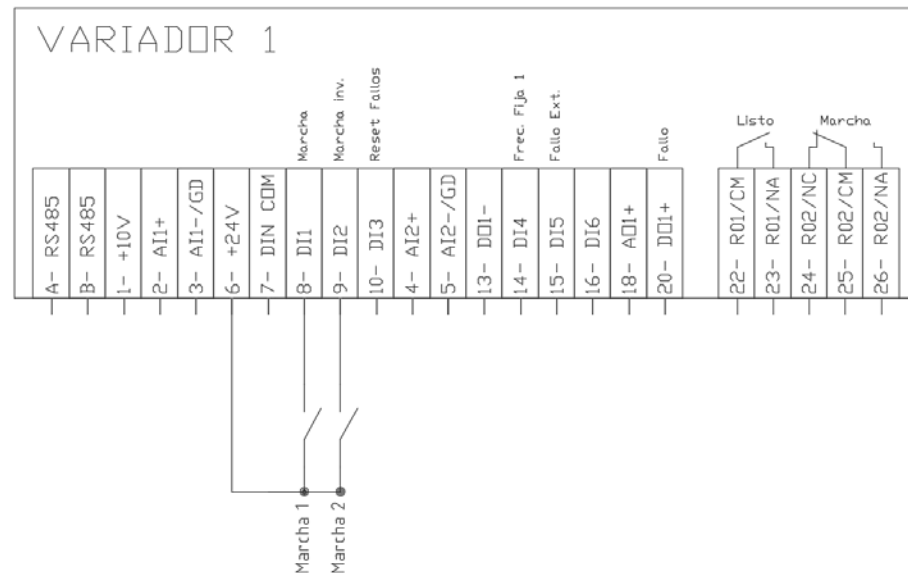 VARIADOR 1
Marcha
Marcha inv.
Reset Fallos
Frec. Fija 1
Fallo Ext.
Fallo
Listo
Marcha
A- RS485
B- RS485
1- +10V
2- AI1+
3- AI1-/GD
6- +24V
7- DIN COM
8- DI1
9- DI2
10- DI3
4- AI2+
5- AI2-/GD
13- DO1-
14- DI4
15- DI5
16- DI6
18- AO1+
20- DO1+
22- RO1/CM
23- RO1/NA
24- RO2/NC
25- RO2/CM
26- RO2/NA
Marcha 1
Marcha 2